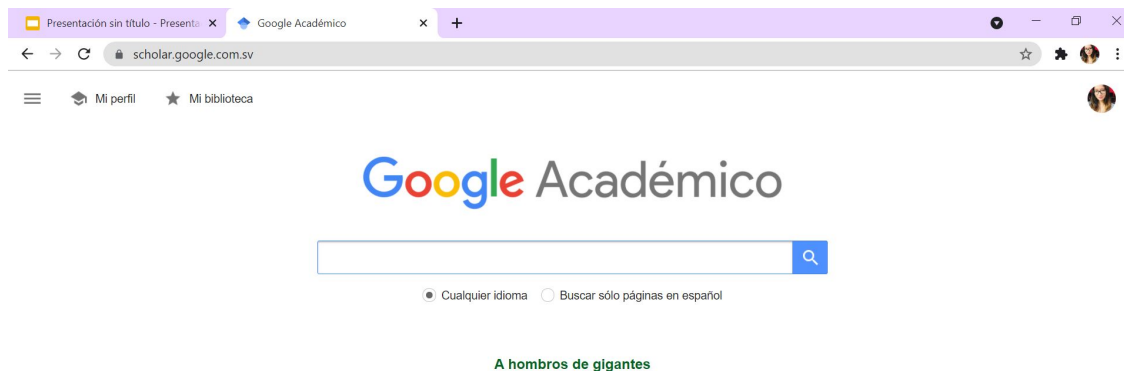 Presentación sin título - Presenta
Google Académico
scholar.google.com.sv
Mi perfil
Mi biblioteca
Google Académico
Cualquier idioma
Buscar sólo páginas en español
A hombros de gigantes